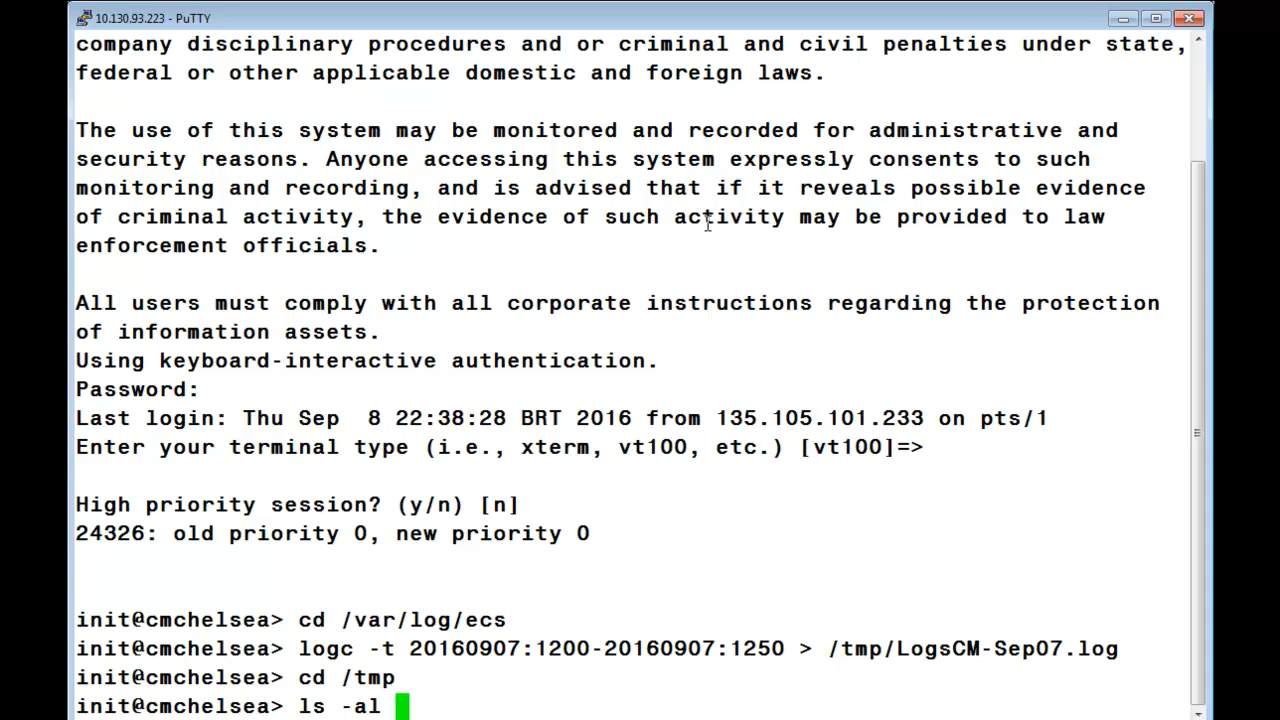 10.130.93.223 - PuTTY
company disciplinary procedures and or criminal and civil penalties under state,
federal or other applicable domestic and foreign laws.
The use of this system may be monitored and recorded for administrative and
security reasons. Anyone accessing this system expressly consents to such
monitoring and recording, and is advised that if it reveals possible evidence
of criminal activity, the evidence of such activity may be provided to law
enforcement officials.
All users must comply with all corporate instructions regarding the protection
of information assets.
Using keyboard-interactive authentication.
Password:
Last login: Thu Sep  8 22:38:28 BRT 2016 from 135.105.101.233 on pts/1
Enter your terminal type (i.e., xterm, vt100, etc.) [vt100]=>
High priority session? (y/n) [n]
24326: old priority 0, new priority 0
init@cmchelsea> cd /var/log/ecs
init@cmchelsea> logc -t 20160907:1200-20160907:1250 > /tmp/LogsCM-Sep07.log
init@cmchelsea> cd /tmp
init@cmchelsea> ls -al